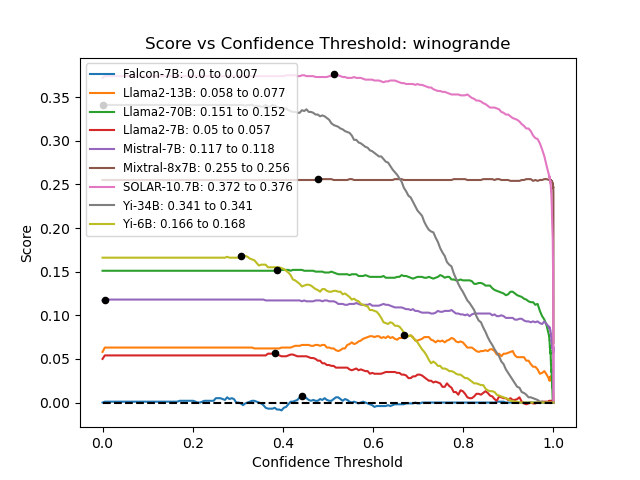 Score vs Confidence Threshold: winogrande
Score
0.35
0.30
0.25
0.20
0.15
0.10
0.05
0.00
Falcon-7B: 0.0 to 0.007
Llama2-13B: 0.058 to 0.077
Llama2-70B: 0.151 to 0.152
Llama2-7B: 0.05 to 0.057
Mistral-7B: 0.117 to 0.118
Mixtral-8x7B: 0.255 to 0.256
SOLAR-10.7B: 0.372 to 0.376
Yi-34B: 0.341 to 0.341
Yi-6B: 0.166 to 0.168
0.0 0.2 0.4 0.6 0.8 1.0
Confidence Threshold